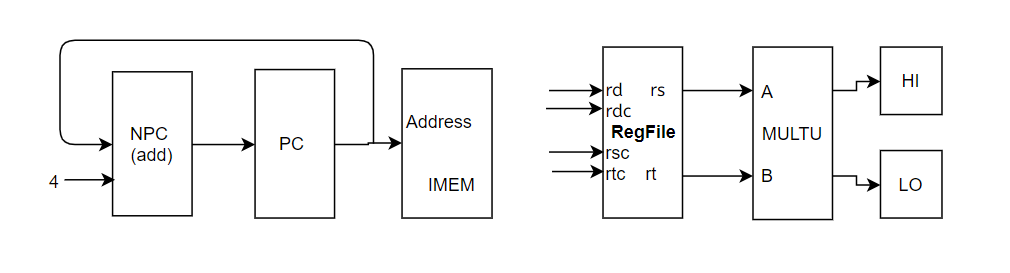 NPC
(add)
4
PC
Address
IMEM
rd rs
rdc
RegFile
rsc
rtc rt
A
MULTU
B
HI
LO